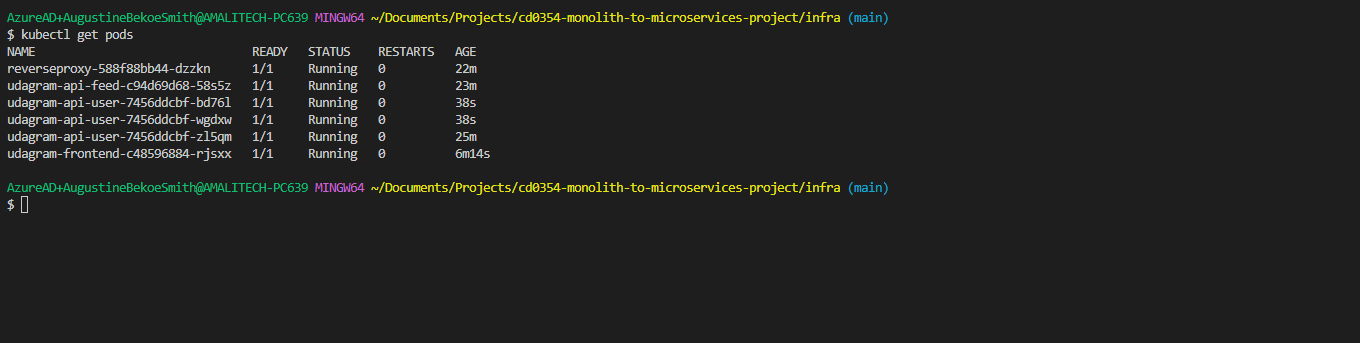 AzureAD+AugustineBekoeSmith@AMALITECH-PC639 MINGW64 ~/Documents/Projects/cd0354-monolith-to-microservices-project/infra (main)
$ kubectl get pods
NAME                               READY   STATUS    RESTARTS   AGE
reverseproxy-588f88bb44-dzzkn      1/1     Running   0          22m
udagram-api-feed-c94d69d68-58s5z   1/1     Running   0          23m
udagram-api-user-7456ddcbf-bd76l   1/1     Running   0          38s
udagram-api-user-7456ddcbf-wgdxw   1/1     Running   0          38s
udagram-api-user-7456ddcbf-zl5qm   1/1     Running   0          25m
udagram-frontend-c48596884-rjsxx   1/1     Running   0          6m14s
AzureAD+AugustineBekoeSmith@AMALITECH-PC639 MINGW64 ~/Documents/Projects/cd0354-monolith-to-microservices-project/infra (main)
$